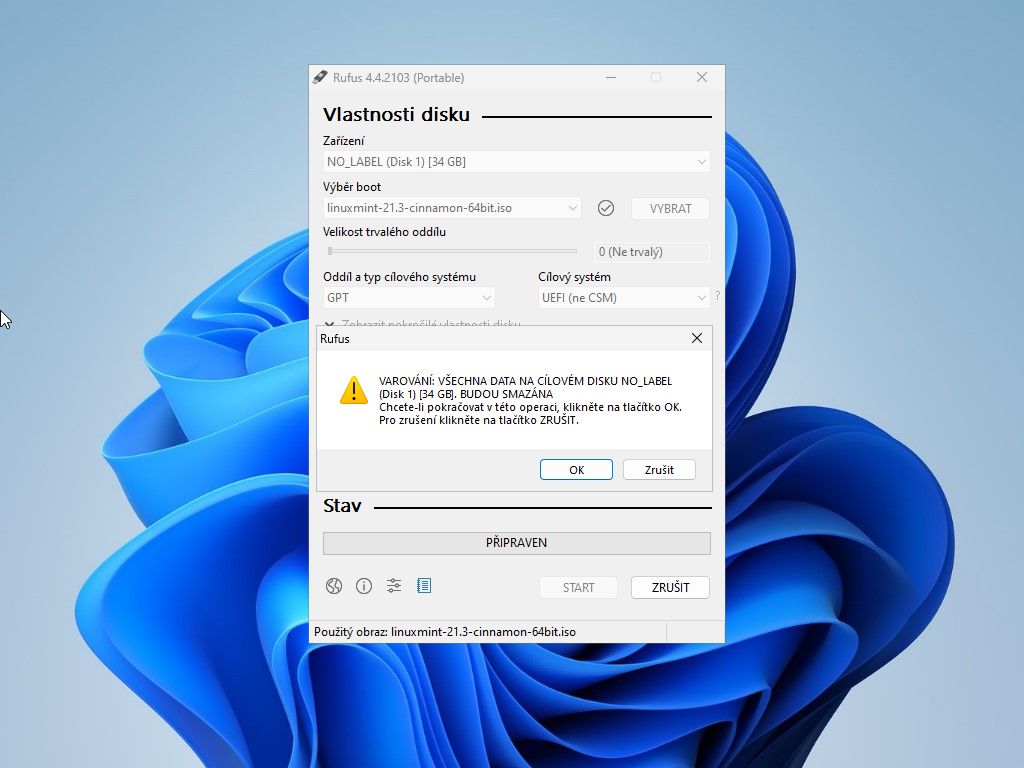 Rufus 4.4.2103 (Portable)
Vlastnosti disku
Zařízení
NO_LABEL (Disk 1) [34 GB]
Výběr boot
linuxmint-21.3-cinnamon-64bit.iso
VYBRAT
Velikost trvalého oddílu
0 (Ne trvalý)
Oddíl a typ cílového systému
Cílový systém
GPT
UEFI (ne CSM)
?
Zobrazit pokročilé vlastnosti disku
Rufus
VAROVÁNÍ: VŠECHNA DATA NA CÍLOVÉM DISKU NO_LABEL
(Disk 1) [34 GB]. BUDOU SMAZÁNA
Chcete-li pokračovat v této operaci, klikněte na tlačítko OK.
Pro zrušení klikněte na tlačítko ZRUŠIT.
OK
Zrušit
Stav
PŘIPRAVEN
START
ZRUŠIT
Použitý obraz: linuxmint-21.3-cinnamon-64bit.iso